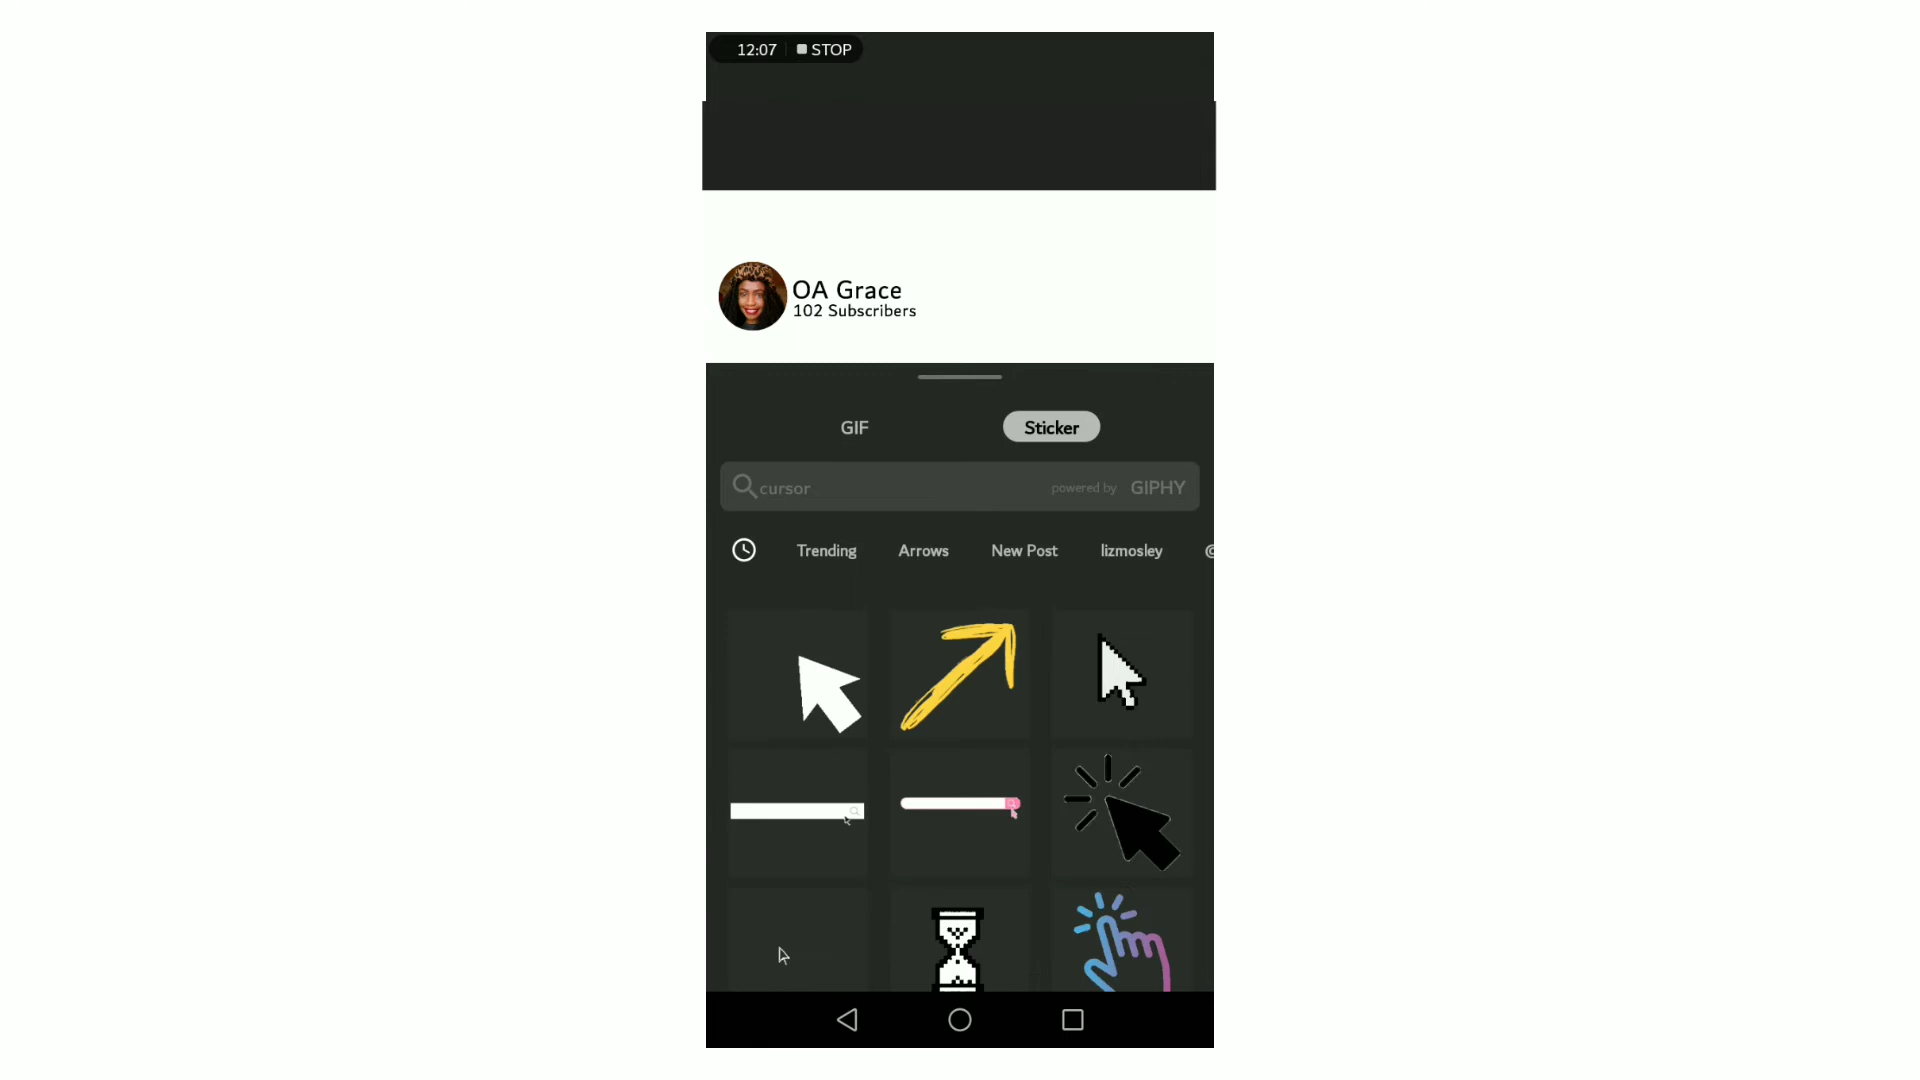 12:07 STOP
OA Grace
102 Subscribers
GIF Sticker
cursor powered by GIPHY
Trending Arrows New Post lizmosley